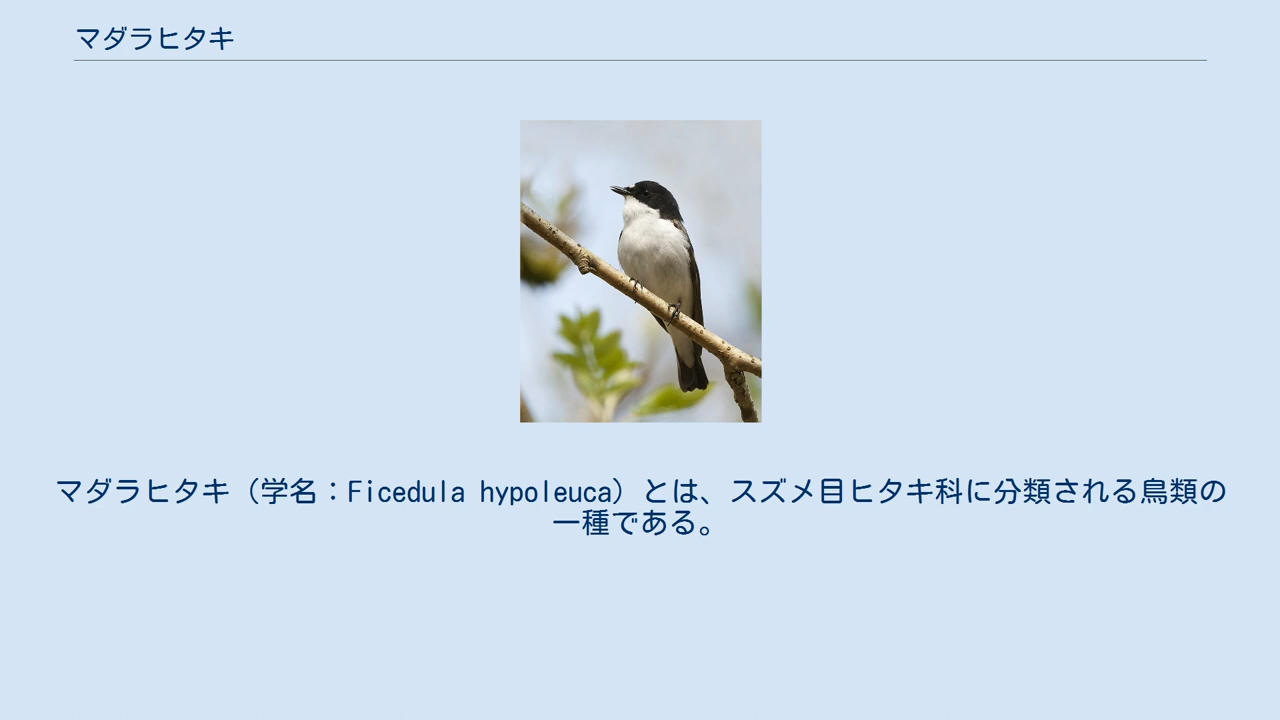 マダラヒタキ
マダラヒタキ（学名：Ficedula hypoleuca）とは、スズメ目ヒタキ科に分類される鳥類の
一種である。